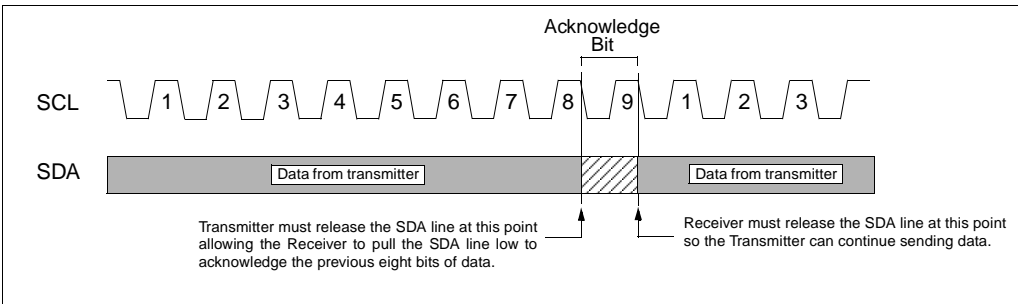 Acknowledge
Bit
SCL 1 2 3 4 5 6 7 8 9 1 2 3
SDA Data from transmitter Data from transmitter
Transmitter must release the SDA line at this point
allowing the Receiver to pull the SDA line low to
acknowledge the previous eight bits of data.
Receiver must release the SDA line at this point
so the Transmitter can continue sending data.